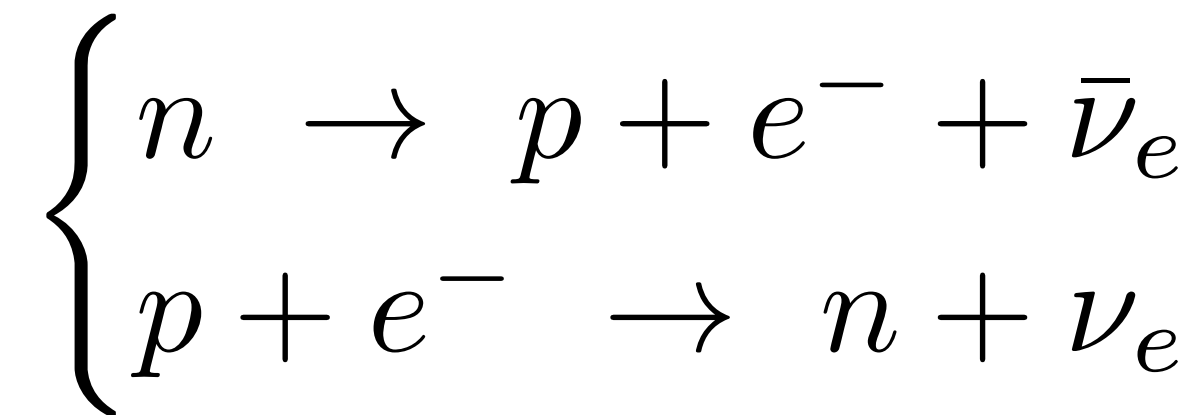 n → p + e⁻ + ν̄ₑ
p + e⁻ → n + νₑ